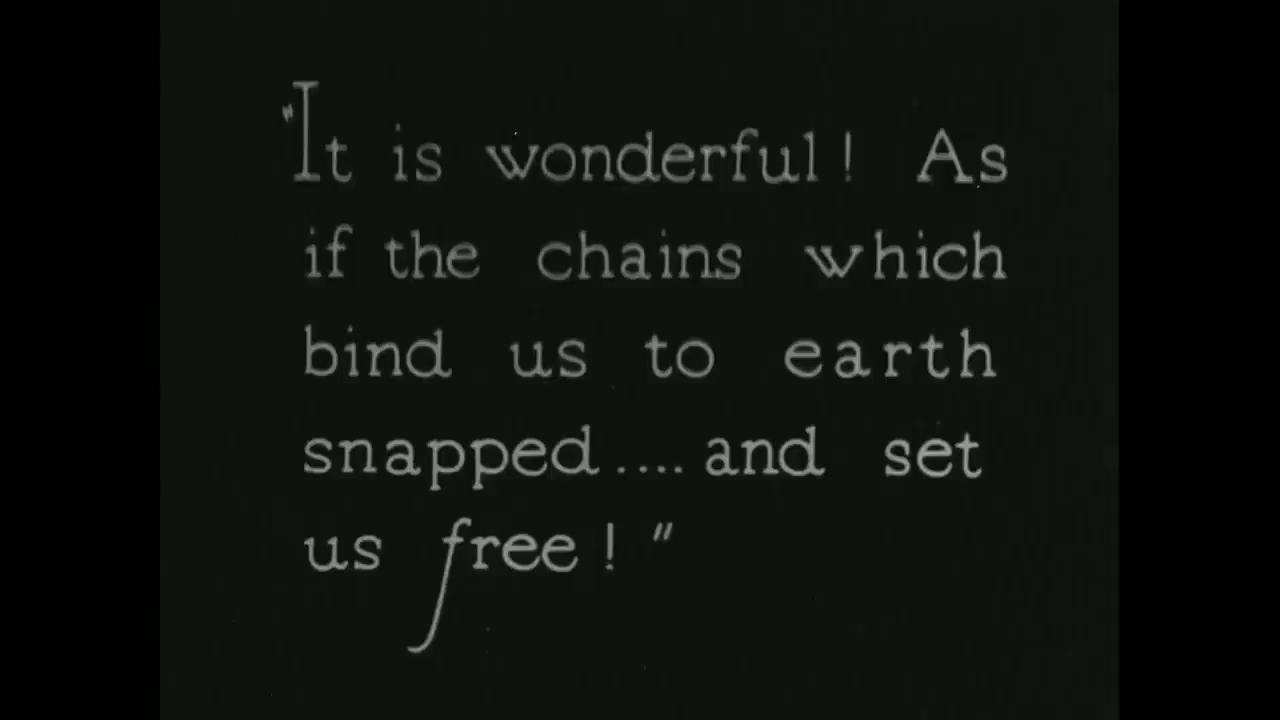 "It is wonderful! As
if the chains which
bind us to earth
snapped.... and set
us free!"